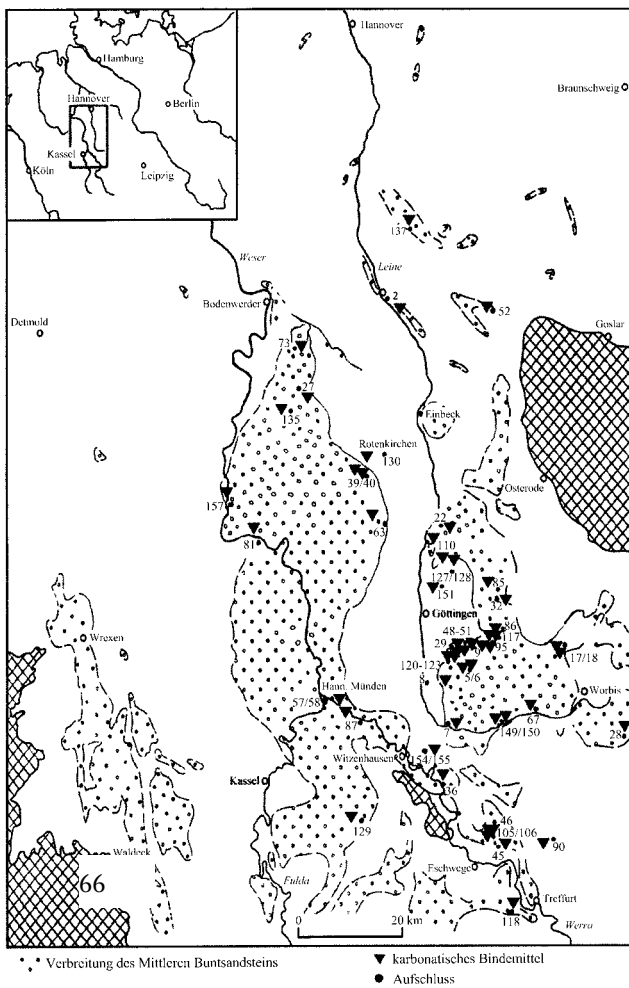 Hannover
Hamburg
Hannover
Berlin
Kassel
Köln
Leipzig
Braunschweig
137
Weser
Leine
2
52
Bodenwerder
Detmold
Goslar
73
27
135
Einbeck
Rotenkirchen
130
39/40
Osterode
157
22
63
81
110
127/128
85
151
32
Göttingen
86
48-51
117
Wrexen
29
95
17/18
120-123
5/6
Hann. Münden
Worbis
57/58
67
87
7
149/150
28
Witzenhausen
154/155
Kassel
36
46
129
105/106
90
45
Waldeck
Eschwege
66
Fulda
Treffurt
0 20 km
118
Werra
Verbreitung des Mittleren Buntsandsteins
karbonatisches Bindemittel
Aufschluss